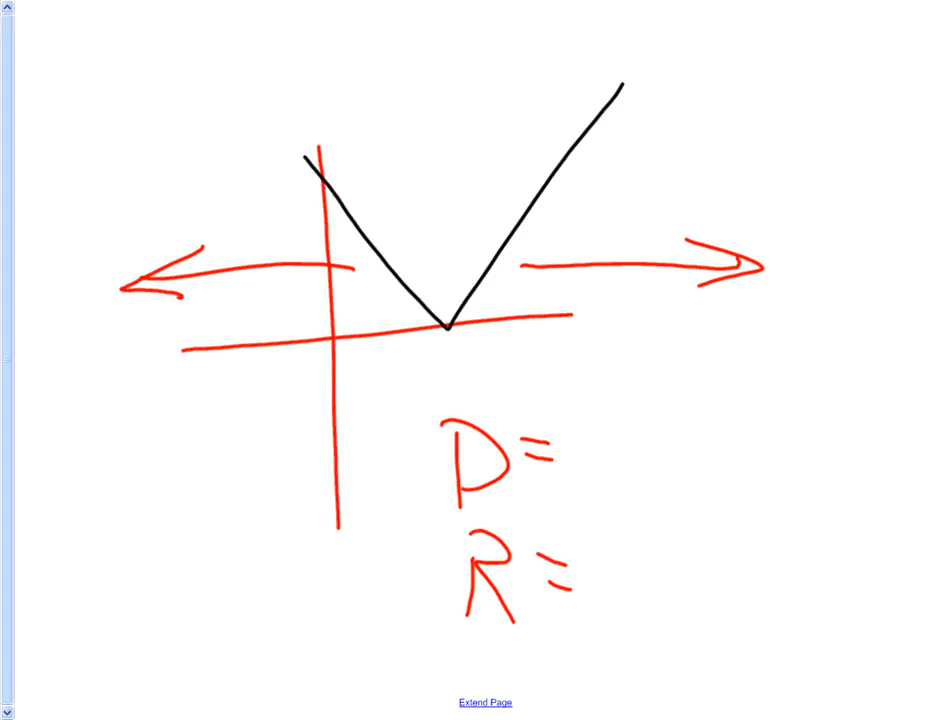 D=
R=
Extend Page